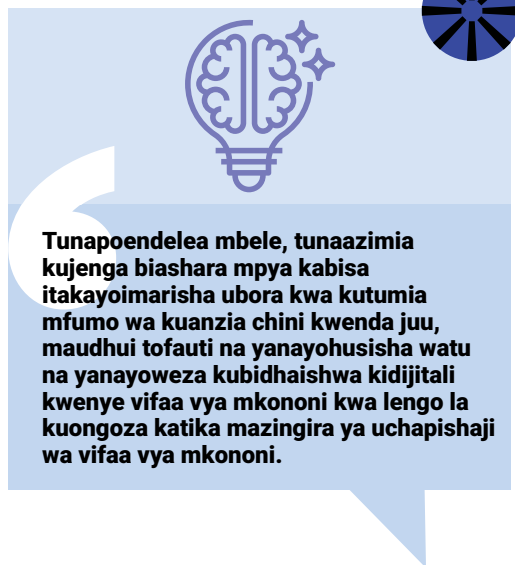 Tunapoendelea mbele, tunaazimia
kujenga biashara mpya kabisa
itakayoimarisha ubora kwa kutumia
mfumo wa kuanzia chini kwenda juu,
maudhui tofauti na yanayohusisha watu
na yanayoweza kubidhaishwa kidijitali
kwenye vifaa vya mkononi kwa lengo la
kuongoza katika mazingira ya uchapishaji
wa vifaa vya mkononi.